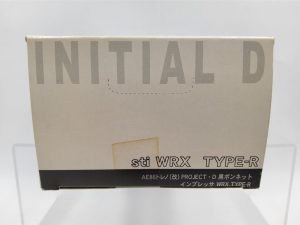 INITIAL D
sti WRX TYPE-R
AE86トレノ(改) PROJECT・D 黒ボンネット
インプレッサ WRX TYPE-R